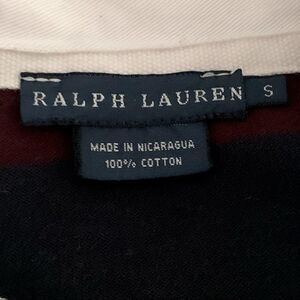 RALPH LAUREN S
MADE IN NICARAGUA
100% COTTON